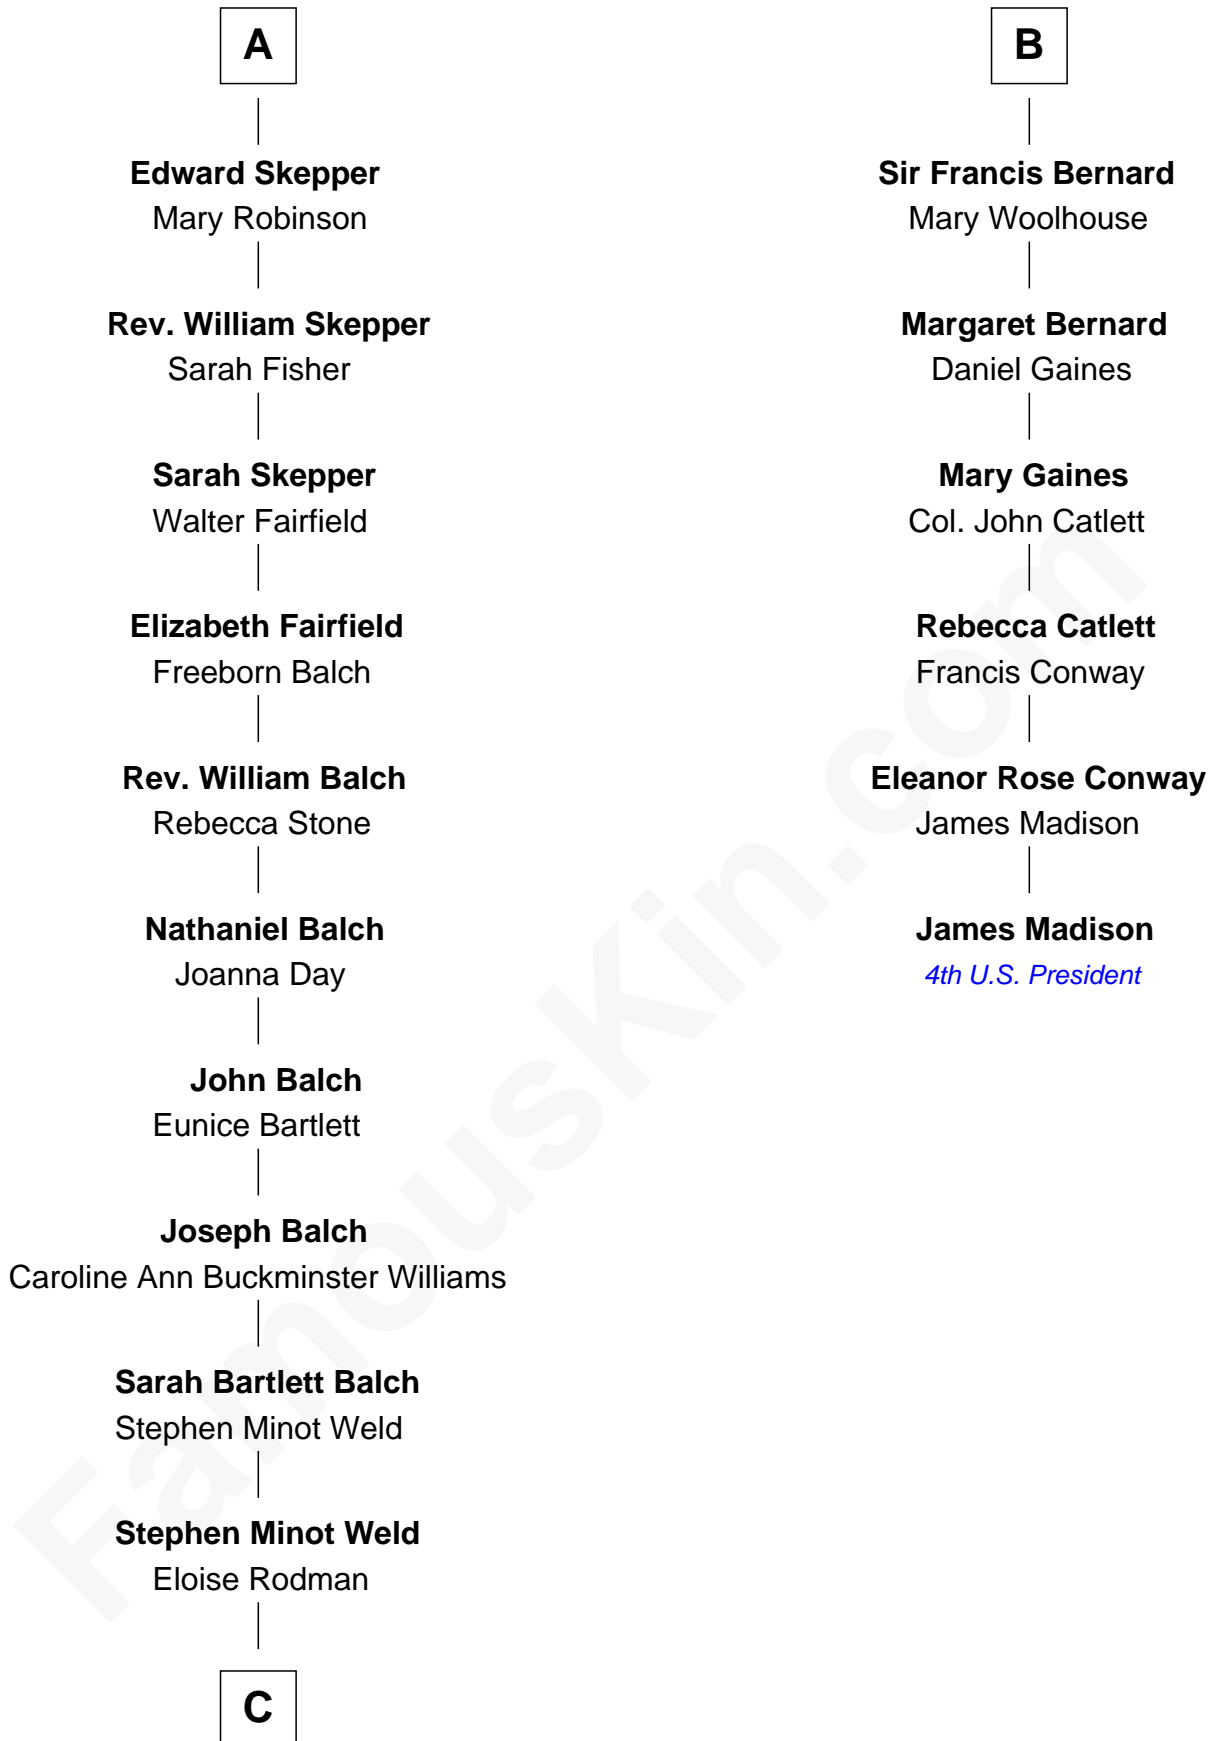 A
Edward Skepper
Mary Robinson
Rev. William Skepper
Sarah Fisher
Sarah Skepper
Walter Fairfield
Elizabeth Fairfield
Freeborn Balch
Rev. William Balch
Rebecca Stone
Nathaniel Balch
Joanna Day
John Balch
Eunice Bartlett
Joseph Balch
Caroline Ann Buckminster Williams
Sarah Bartlett Balch
Stephen Minot Weld
Stephen Minot Weld
Eloise Rodman
C
B
Sir Francis Bernard
Mary Woolhouse
Margaret Bernard
Daniel Gaines
Mary Gaines
Col. John Catlett
Rebecca Catlett
Francis Conway
Eleanor Rose Conway
James Madison
James Madison
4th U.S. President
FamousKin.com